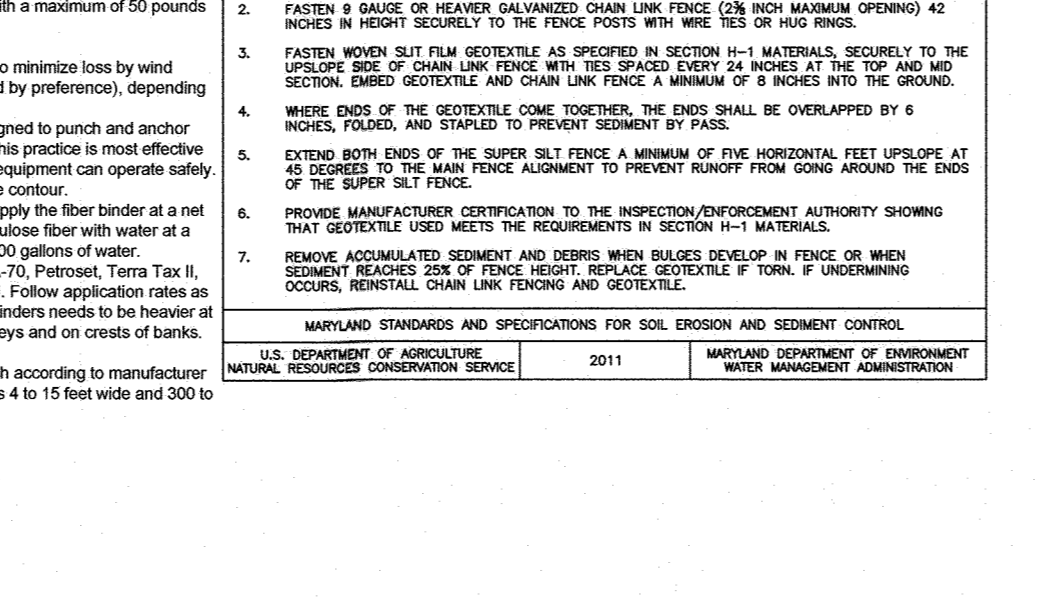 ith a maximum of 50 pounds
o minimize loss by wind
d by preference), depending
gned to punch and anchor
his practice is most effective
equipment can operate safely.
e contour.
pply the fiber binder at a net
ulose fiber with water at a
00 gallons of water.
-70, Petroset, Terra Tax II,
. Follow application rates as
inders needs to be heavier at
eys and on crests of banks.
h according to manufacturer
s 4 to 15 feet wide and 300 to
2. FASTEN 9 GAUGE OR HEAVIER GALVANIZED CHAIN LINK FENCE (2⅜ INCH MAXIMUM OPENING) 42
INCHES IN HEIGHT SECURELY TO THE FENCE POSTS WITH WIRE TIES OR HUG RINGS.
3. FASTEN WOVEN SLIT FILM GEOTEXTILE AS SPECIFIED IN SECTION H-1 MATERIALS, SECURELY TO THE
UPSLOPE SIDE OF CHAIN LINK FENCE WITH TIES SPACED EVERY 24 INCHES AT THE TOP AND MID
SECTION. EMBED GEOTEXTILE AND CHAIN LINK FENCE A MINIMUM OF 8 INCHES INTO THE GROUND.
4. WHERE ENDS OF THE GEOTEXTILE COME TOGETHER, THE ENDS SHALL BE OVERLAPPED BY 6
INCHES, FOLDED, AND STAPLED TO PREVENT SEDIMENT BY PASS.
5. EXTEND BOTH ENDS OF THE SUPER SILT FENCE A MINIMUM OF FIVE HORIZONTAL FEET UPSLOPE AT
45 DEGREES TO THE MAIN FENCE ALIGNMENT TO PREVENT RUNOFF FROM GOING AROUND THE ENDS
OF THE SUPER SILT FENCE.
6. PROVIDE MANUFACTURER CERTIFICATION TO THE INSPECTION/ENFORCEMENT AUTHORITY SHOWING
THAT GEOTEXTILE USED MEETS THE REQUIREMENTS IN SECTION H-1 MATERIALS.
7. REMOVE ACCUMULATED SEDIMENT AND DEBRIS WHEN BULGES DEVELOP IN FENCE OR WHEN
SEDIMENT REACHES 25% OF FENCE HEIGHT. REPLACE GEOTEXTILE IF TORN. IF UNDERMINING
OCCURS, REINSTALL CHAIN LINK FENCING AND GEOTEXTILE.
MARYLAND STANDARDS AND SPECIFICATIONS FOR SOIL EROSION AND SEDIMENT CONTROL
U.S. DEPARTMENT OF AGRICULTURE
NATURAL RESOURCES CONSERVATION SERVICE
2011
MARYLAND DEPARTMENT OF ENVIRONMENT
WATER MANAGEMENT ADMINISTRATION